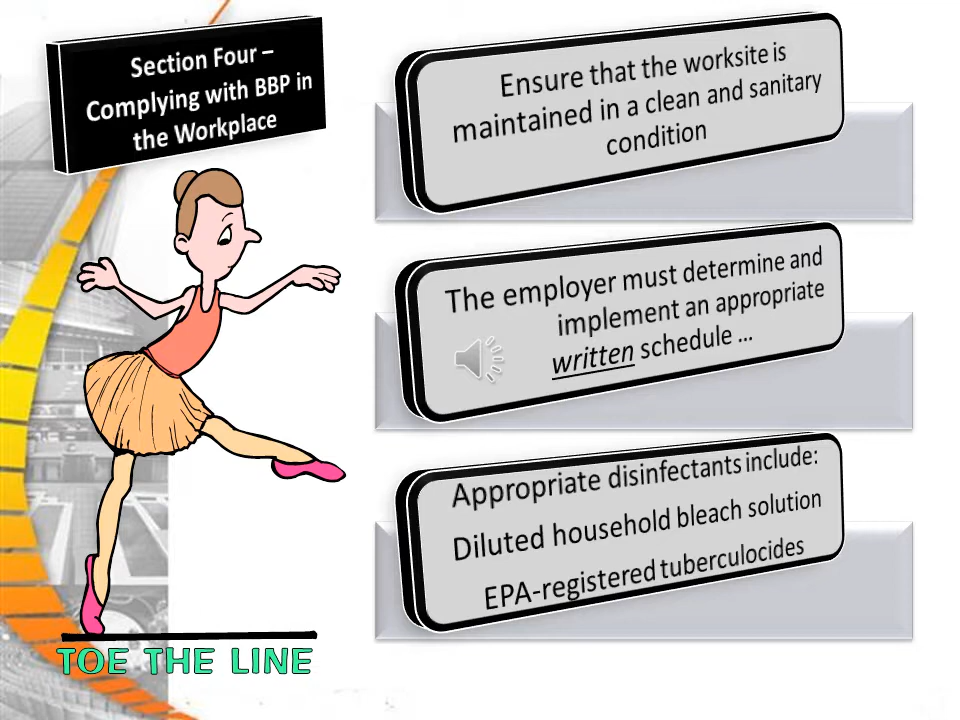 Section Four –
Complying with BBP in
the Workplace
Ensure that the worksite is
maintained in a clean and sanitary
condition
The employer must determine and
implement an appropriate
written schedule ...
Appropriate disinfectants include:
Diluted household bleach solution
EPA-registered tuberculocides
TOE THE LINE